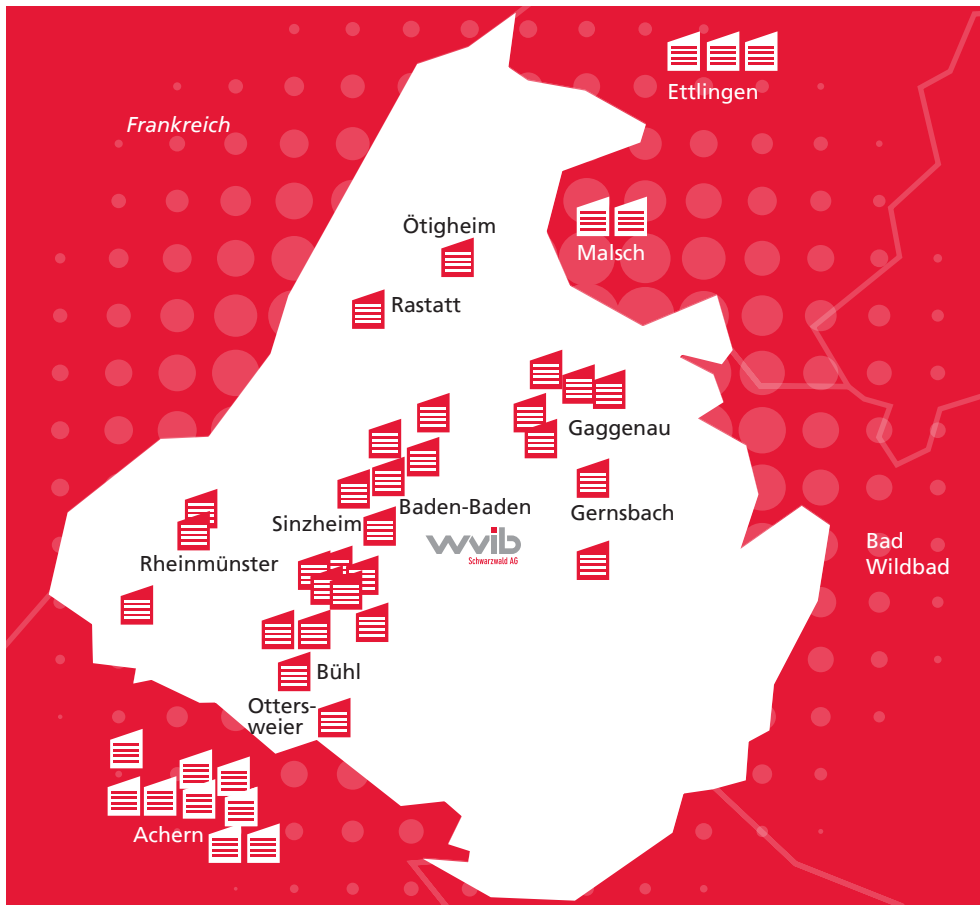 Ettlingen
Frankreich
Ötigheim
Malsch
Rastatt
Gaggenau
Baden-Baden
Gernsbach
Sinzheim
wvib
Schwarzwald AG
Bad
Wildbad
Rheinmünster
Bühl
Otters-
weier
Achern